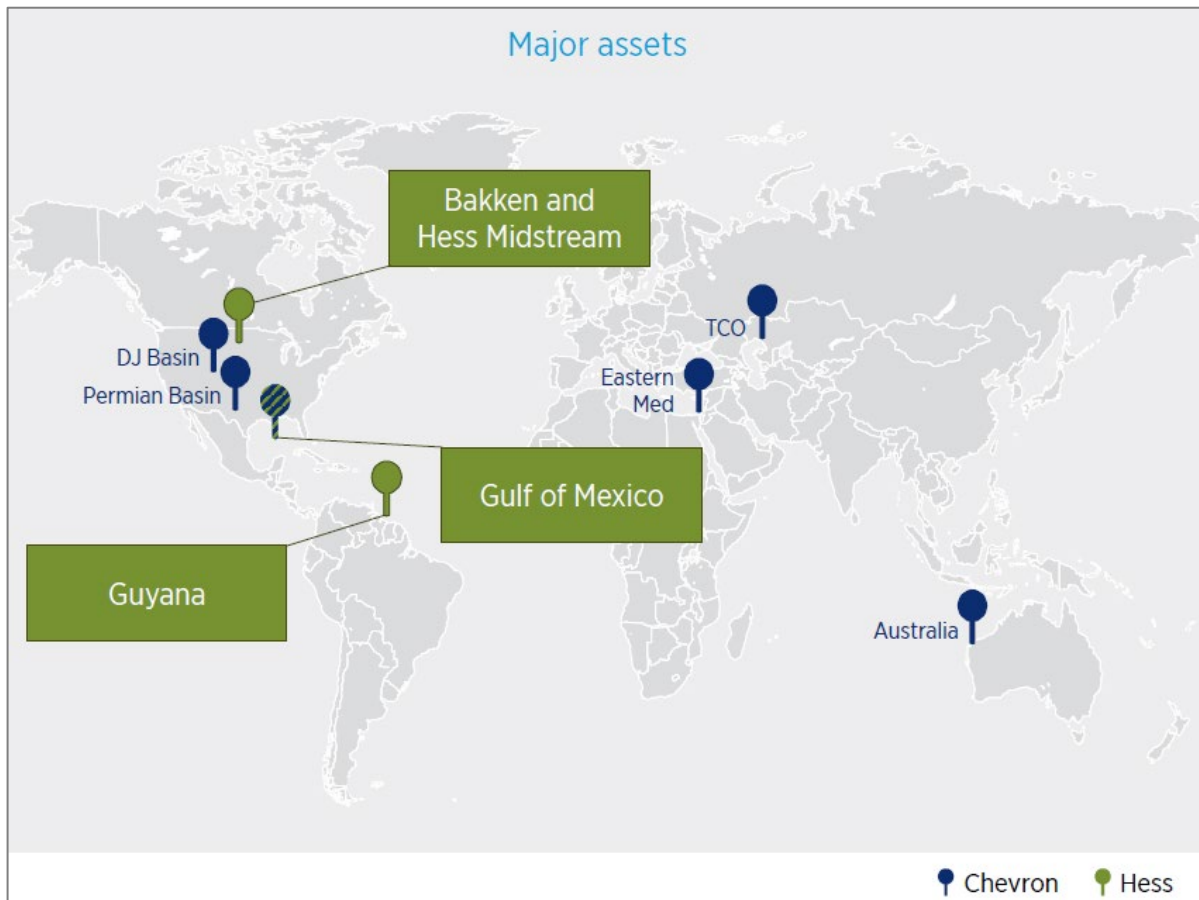 Major assets
Bakken and
Hess Midstream
DJ Basin
Permian Basin
TCO
Eastern
Med
Gulf of Mexico
Guyana
Australia
Chevron
Hess